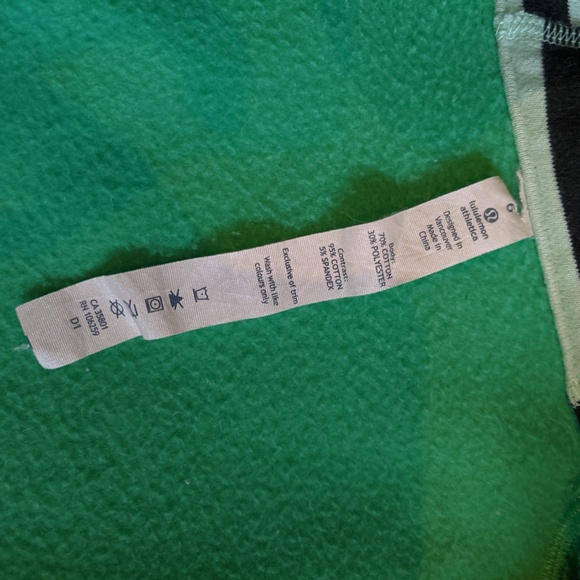 6
lululemon
athletica
Designed in
Vancouver
Made in
China
Body:
70% COTTON
30% POLYESTER
Contrast:
95% COTTON
5% SPANDEX
Exclusive of trim
Wash with like
colours only
CA 35801
RN 106259
D1